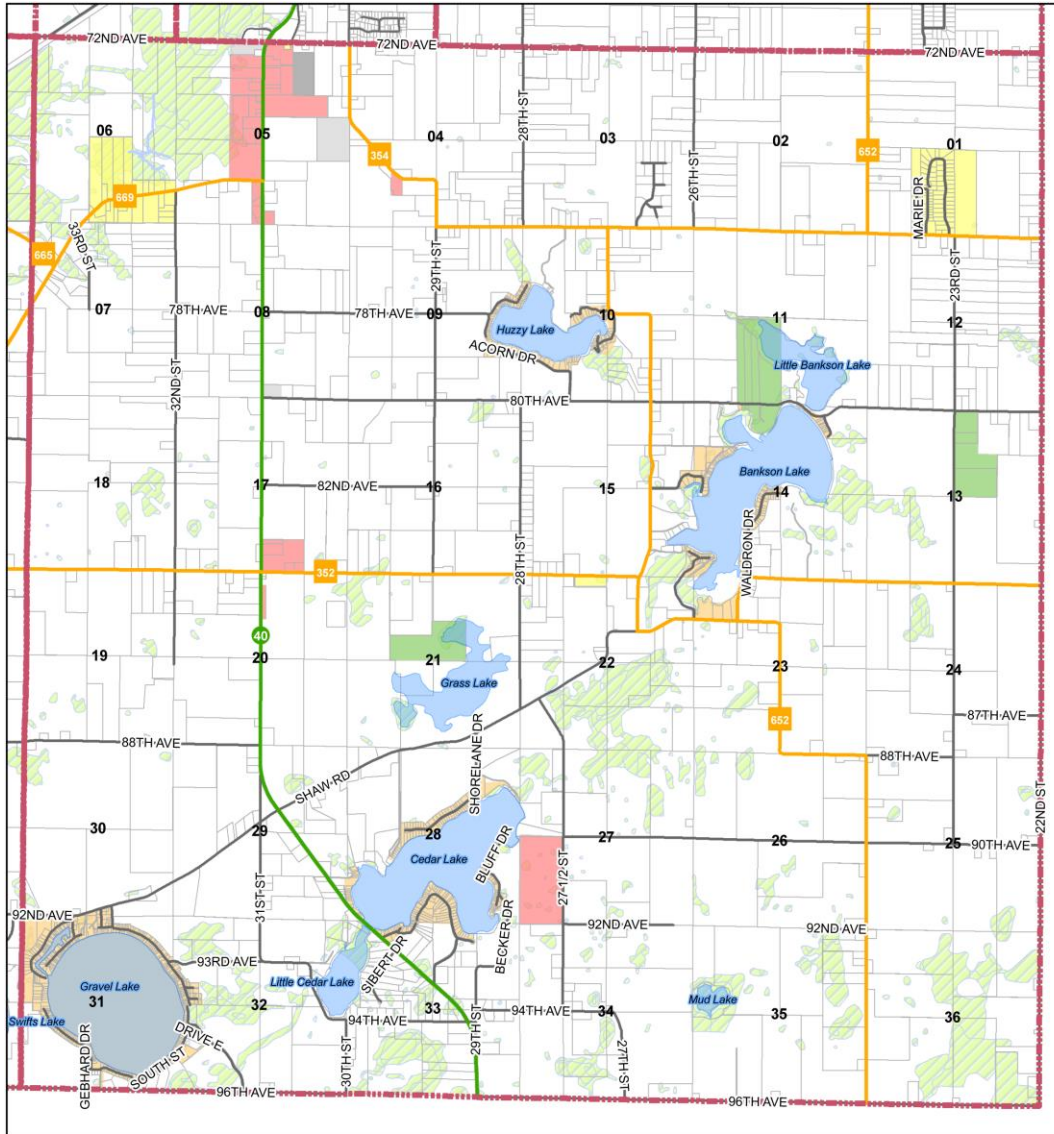 72ND AVE
72ND AVE
72ND AVE
06
05
04
28TH ST
03
26TH ST
02
652
01
354
669
MARIE DR
665
33RD ST
29TH ST
23RD ST
07
78TH AVE
08
78TH AVE
09
Huzzy Lake
10
11
12
ACORN DR
Little Bankson Lake
32ND ST
80TH AVE
Bankson Lake
18
17
82ND AVE
16
15
14
13
28TH ST
WALDRON DR
352
40
19
20
21
22
23
24
Grass Lake
652
87TH AVE
88TH AVE
SHORELANE DR
88TH AVE
SHAW RD
22ND ST
30
29
28
27
26
25
90TH AVE
Cedar Lake
BLUFF DR
27-1/2 ST
31ST ST
92ND AVE
BECKER DR
92ND AVE
92ND AVE
SIBERT DR
93RD AVE
Little Cedar Lake
Gravel Lake
31
32
33
94TH AVE
94TH AVE
34
Mud Lake
35
36
Swifts Lake
GEBHARD DR
DRIVE E
SOUTH ST
30TH ST
29TH ST
27TH ST
96TH AVE
96TH AVE